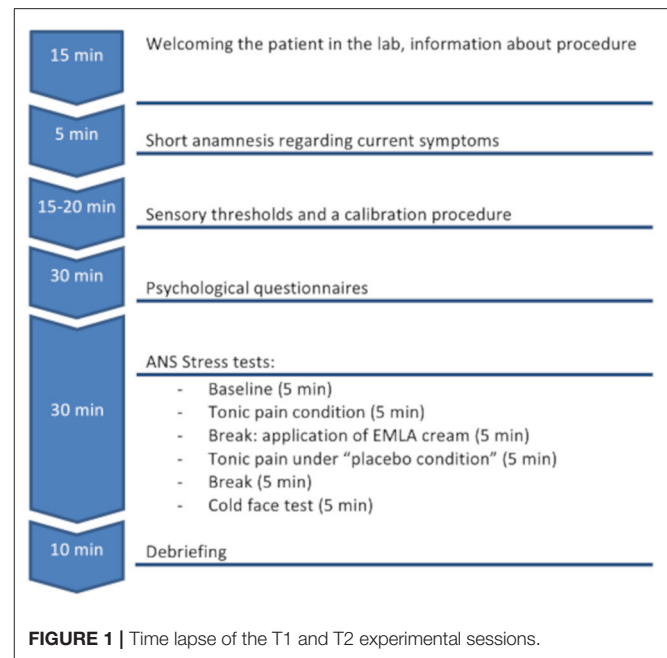 15 min
Welcoming the patient in the lab, information about procedure
5 min
Short anamnesis regarding current symptoms
15-20 min
Sensory thresholds and a calibration procedure
30 min
Psychological questionnaires
30 min
ANS Stress tests:
- Baseline (5 min)
- Tonic pain condition (5 min)
- Break: application of EMLA cream (5 min)
- Tonic pain under “placebo condition” (5 min)
- Break (5 min)
- Cold face test (5 min)
10 min
Debriefing
FIGURE 1 | Time lapse of the T1 and T2 experimental sessions.